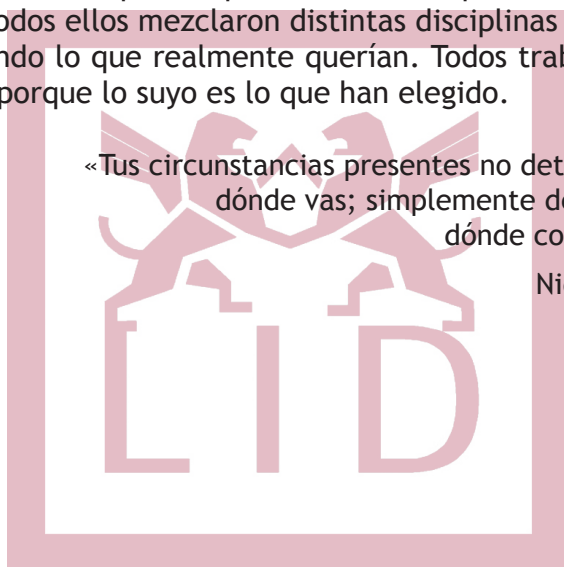 odos ellos mezclaron distintas disciplinas
ndo lo que realmente querían. Todos trab
porque lo suyo es lo que han elegido.
«Tus circunstancias presentes no det
dónde vas; simplemente de
dónde co
Ni
LID